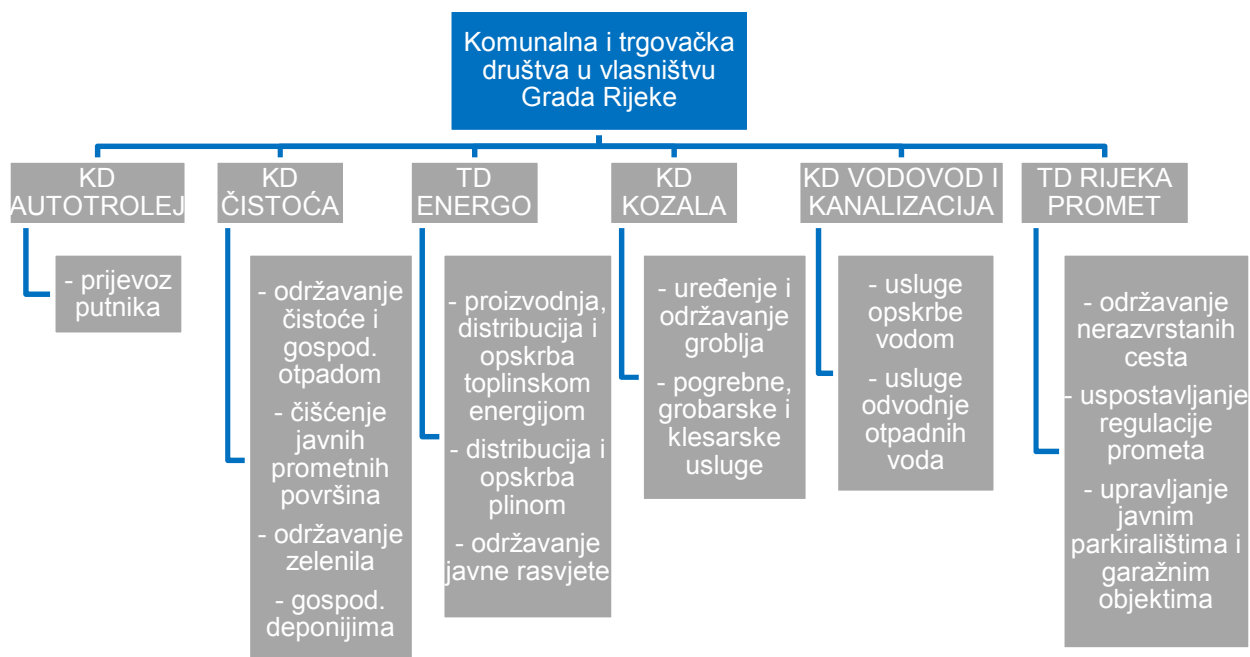 Komunalna i trgovačka
društva u vlasništvu
Grada Rijeke
KD
AUTOTROLEJ
- prijevoz
putnika
KD
ČISTOĆA
- održavanje
čistoće i
gospod.
otpadom
- čišćenje
javnih
prometnih
površina
- održavanje
zelenila
- gospod.
deponijima
TD
ENERGO
- proizvodnja,
distribucija i
opskrba
toplinskom
energijom
- distribucija i
opskrba
plinom
- održavanje
javne rasvjete
KD
KOZALA
- uređenje i
održavanje
groblja
- pogrebne,
grobarske i
klesarske
usluge
KD VODOVOD I
KANALIZACIJA
- usluge
opskrbe
vodom
- usluge
odvodnje
otpadnih
voda
TD RIJEKA
PROMET
- održavanje
nerazvrstanih
cesta
- uspostavljanje
regulacije
prometa
- upravljanje
javnim
parkiralištima i
garažnim
objektima